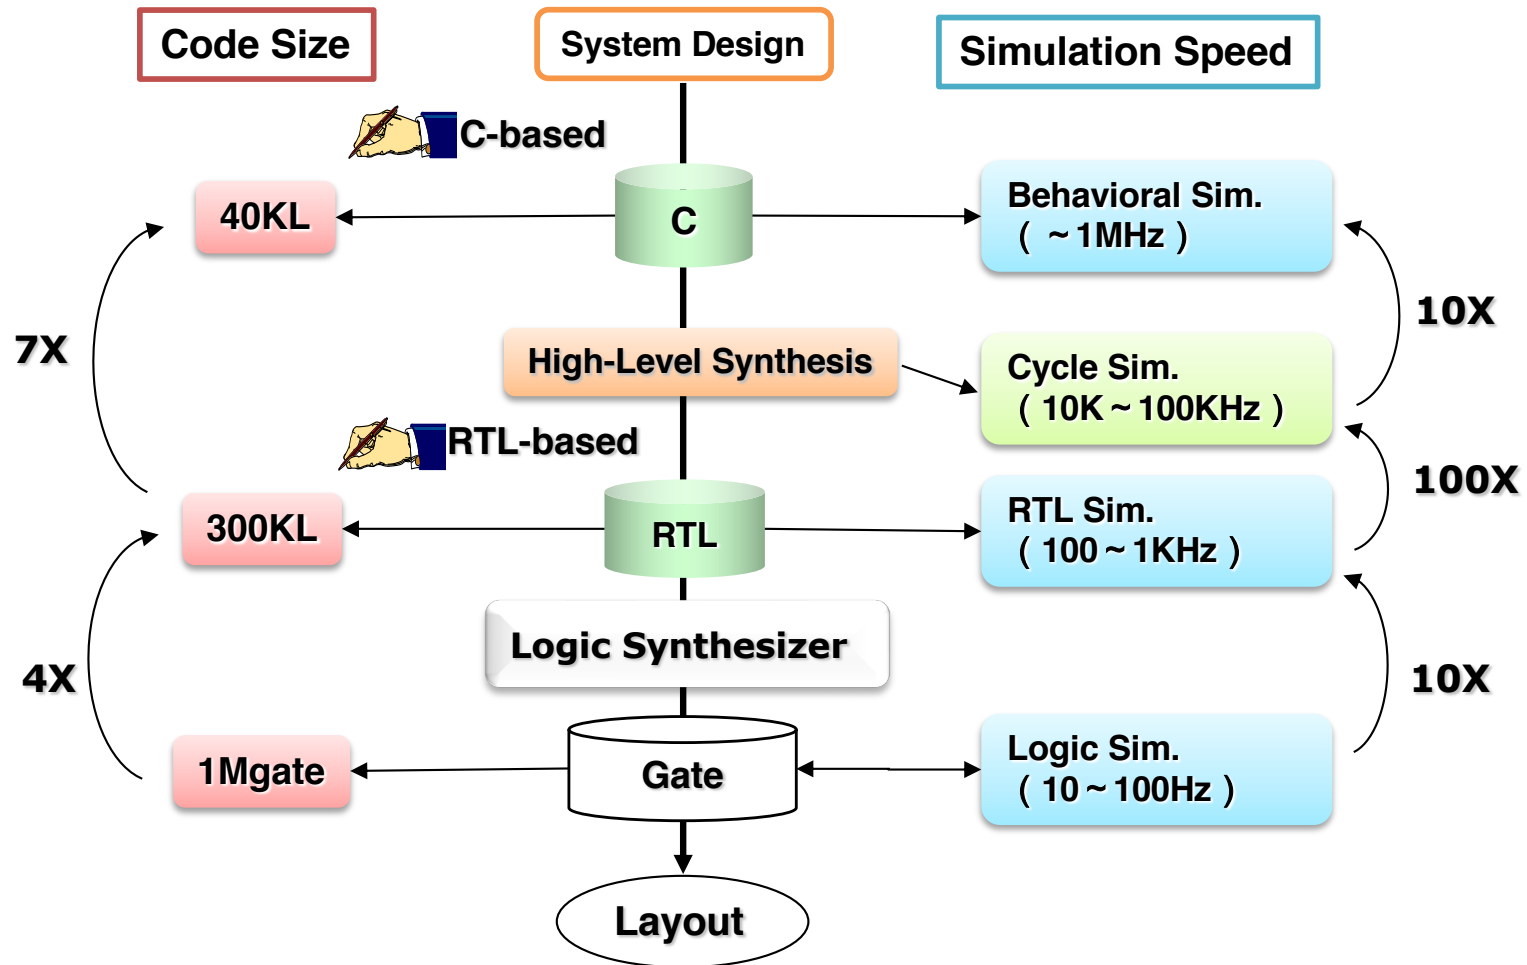 Code Size
System Design
Simulation Speed
C-based
40KL
C
Behavioral Sim.
( ~1MHz )
7X
10X
High-Level Synthesis
Cycle Sim.
( 10K~100KHz )
RTL-based
100X
300KL
RTL
RTL Sim.
( 100~1KHz )
Logic Synthesizer
4X
10X
1Mgate
Gate
Logic Sim.
( 10~100Hz )
Layout